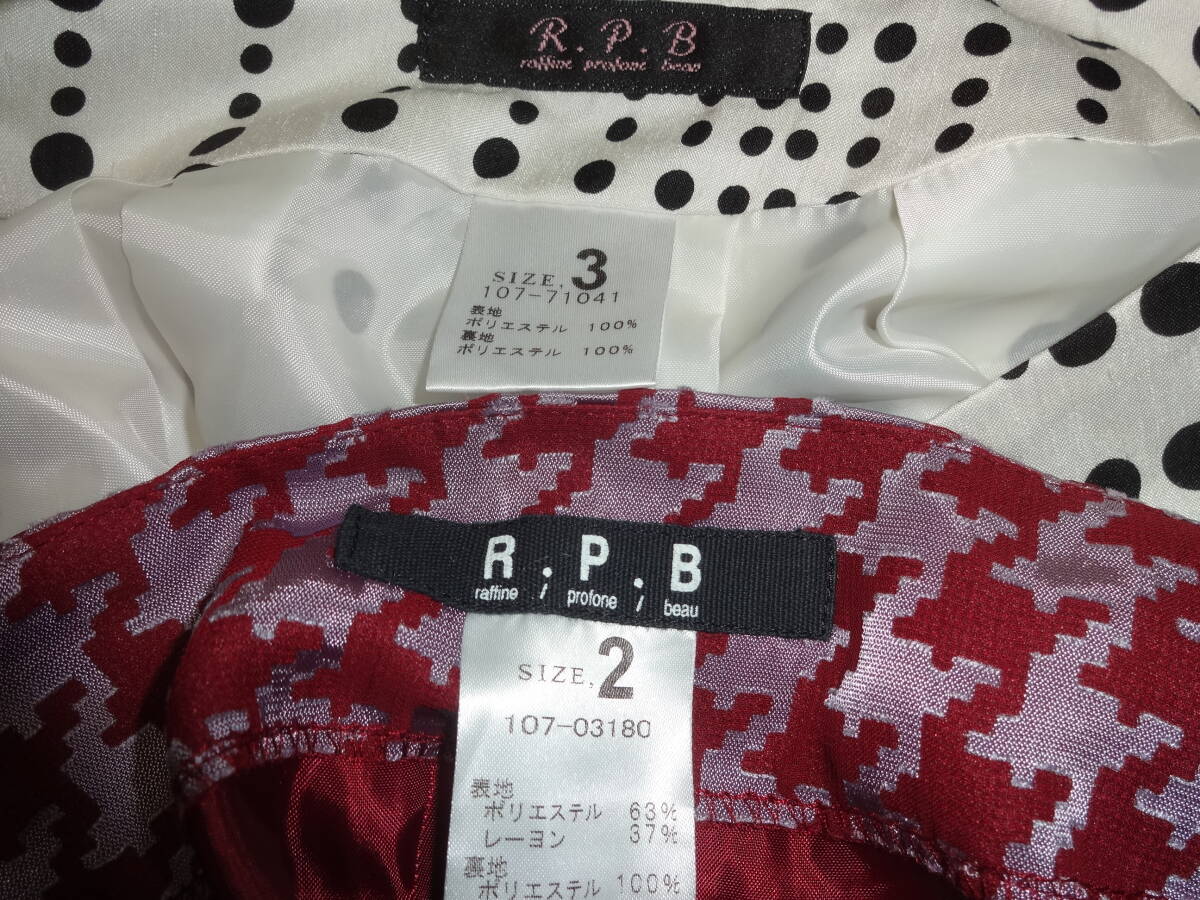 R.P.B
raffine profone beau
SIZE, 3
107-71041
表地
ポリエステル 100%
裏地
ポリエステル 100%
R ; P ; B
raffine profone beau
SIZE, 2
107-03180
表地
ポリエステル 63%
レーヨン 37%
裏地
ポリエステル 100%